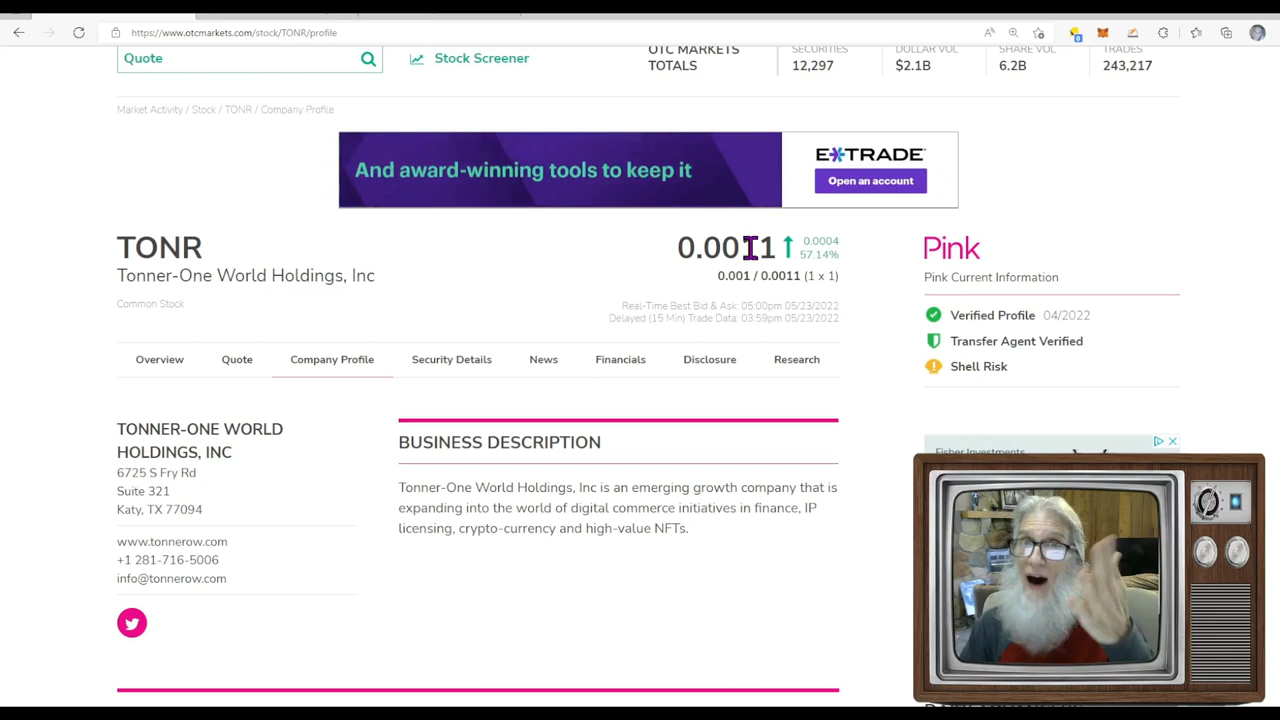 https://www.otcmarkets.com/stock/TONR/profile
Quote
Stock Screener
OTC MARKETS
TOTALS
SECURITIES
12,297
DOLLAR VOL
$2.1B
SHARE VOL
6.2B
TRADES
243,217
Market Activity / Stock / TONR / Company Profile
And award-winning tools to keep it
E*TRADE
Open an account
TONR
Tonner-One World Holdings, Inc
Common Stock
0.0011
0.0004
57.14%
0.001 / 0.0011 (1 x 1)
Real-Time Best Bid & Ask: 05:00pm 05/23/2022
Delayed (15 Min) Trade Data: 03:59pm 05/23/2022
Pink
Pink Current Information
Verified Profile 04/2022
Transfer Agent Verified
Shell Risk
Overview Quote Company Profile Security Details News Financials Disclosure Research
TONNER-ONE WORLD
HOLDINGS, INC
6725 S Fry Rd
Suite 321
Katy, TX 77094
www.tonnerow.com
+1 281-716-5006
info@tonnerow.com
BUSINESS DESCRIPTION
Tonner-One World Holdings, Inc is an emerging growth company that is
expanding into the world of digital commerce initiatives in finance, IP
licensing, crypto-currency and high-value NFTs.
Fisher Investments